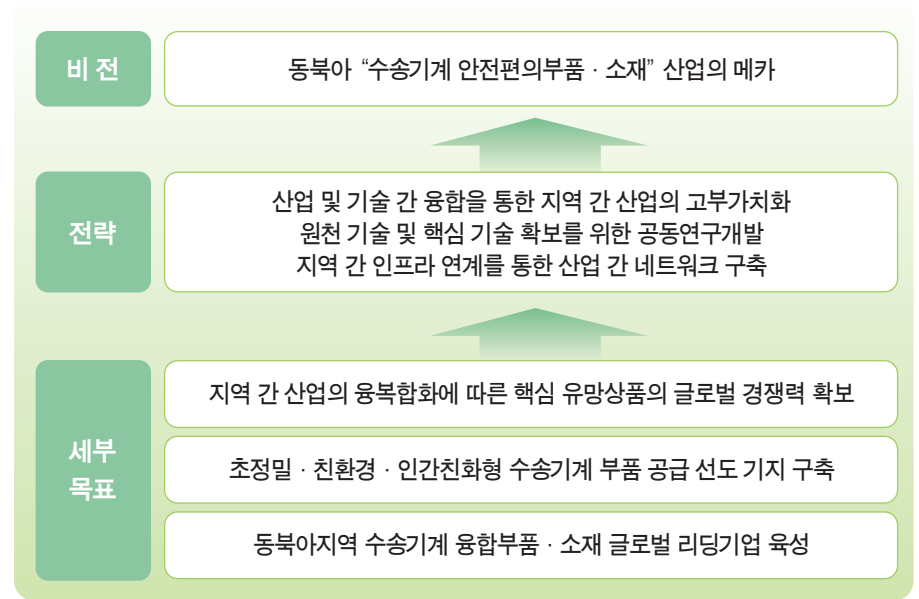 비 전
동북아 “수송기계 안전편의부품 · 소재” 산업의 메카
전략
산업 및 기술 간 융합을 통한 지역 간 산업의 고부가치화
원천 기술 및 핵심 기술 확보를 위한 공동연구개발
지역 간 인프라 연계를 통한 산업 간 네트워크 구축
세부
목표
지역 간 산업의 융복합화에 따른 핵심 유망상품의 글로벌 경쟁력 확보
초정밀 · 친환경 · 인간친화형 수송기계 부품 공급 선도 기지 구축
동북아지역 수송기계 융합부품 · 소재 글로벌 리딩기업 육성